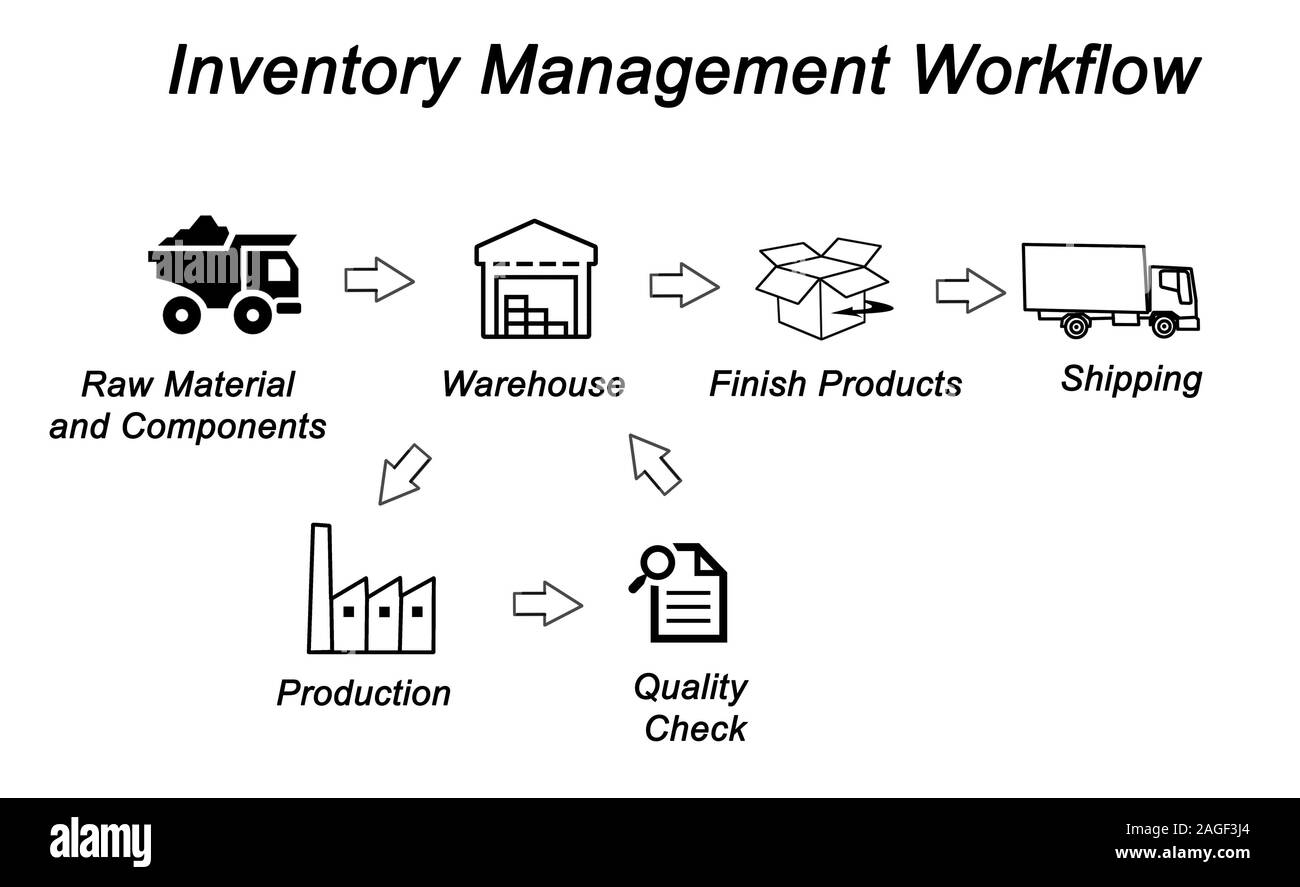 Inventory Management Workflow
Raw Material
and Components
Warehouse
Finish Products
Shipping
Production
Quality
Check
alamy
Image ID: 2AGF3J4
www.alamy.com